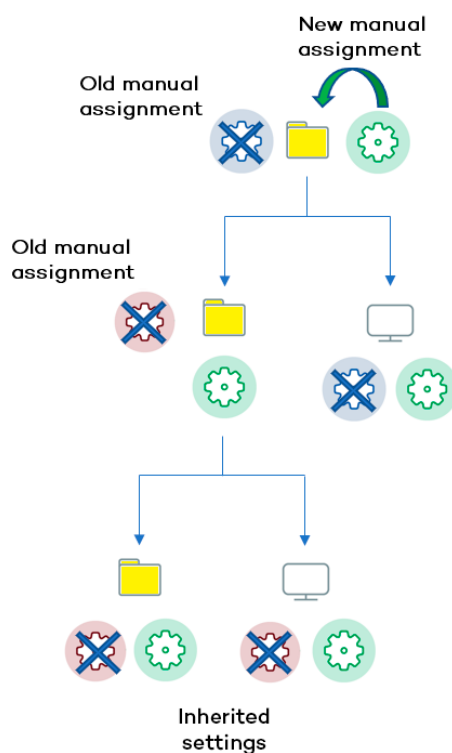 New manual
assignment
Old manual
assignment
Old manual
assignment
Inherited
settings